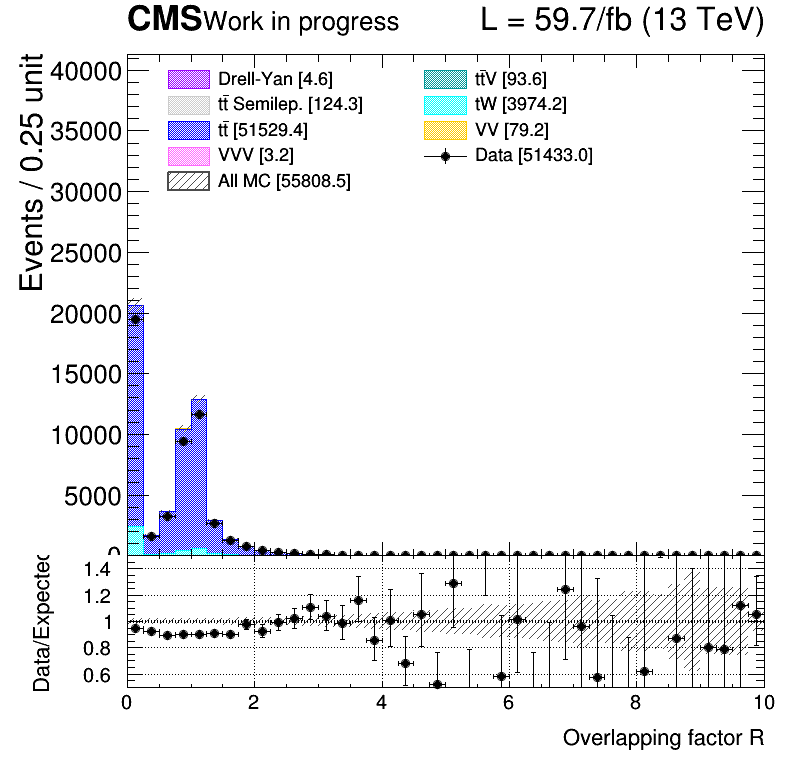 CMS Work in progress L = 59.7/fb (13 TeV)
Events / 0.25 unit
40000
35000
30000
25000
20000
15000
10000
5000
0
Drell-Yan [4.6]
tt̄ Semilep. [124.3]
tt̄ [51529.4]
VVV [3.2]
All MC [55808.5]
tt̄V [93.6]
tW [3974.2]
VV [79.2]
Data [51433.0]
Data/Expected
1.4
1.2
1
0.8
0.6
0 2 4 6 8 10
Overlapping factor R